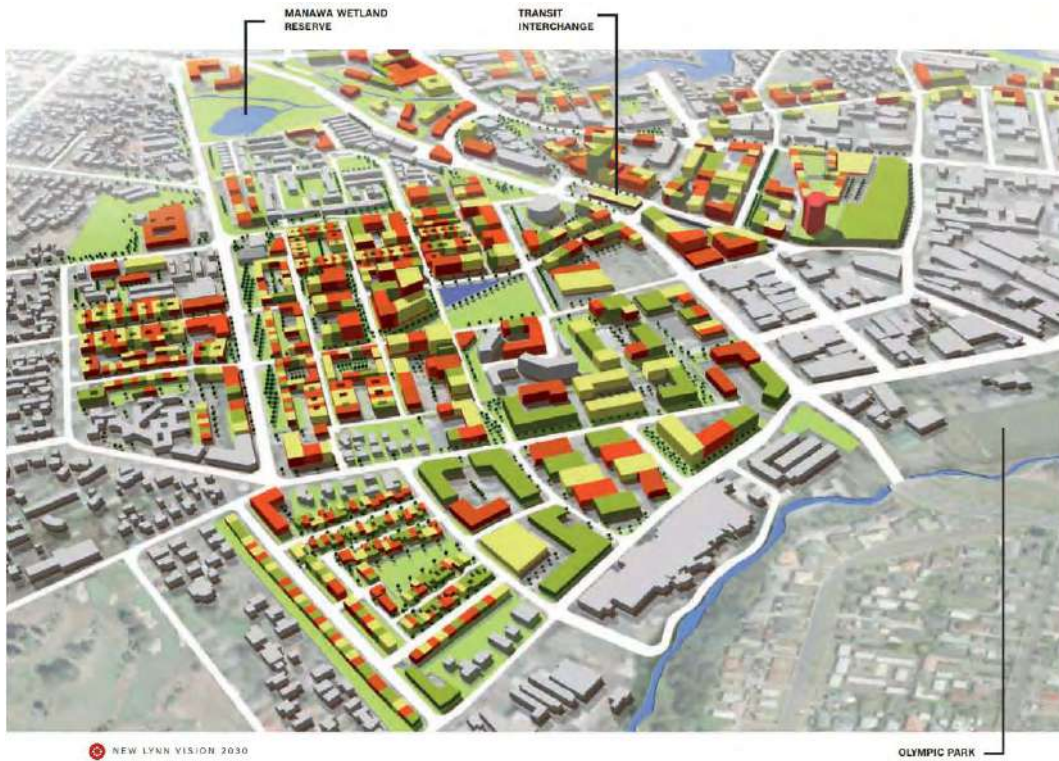 MANAWA WETLAND
RESERVE
TRANSIT
INTERCHANGE
NEW LYNN VISION 2030
OLYMPIC PARK